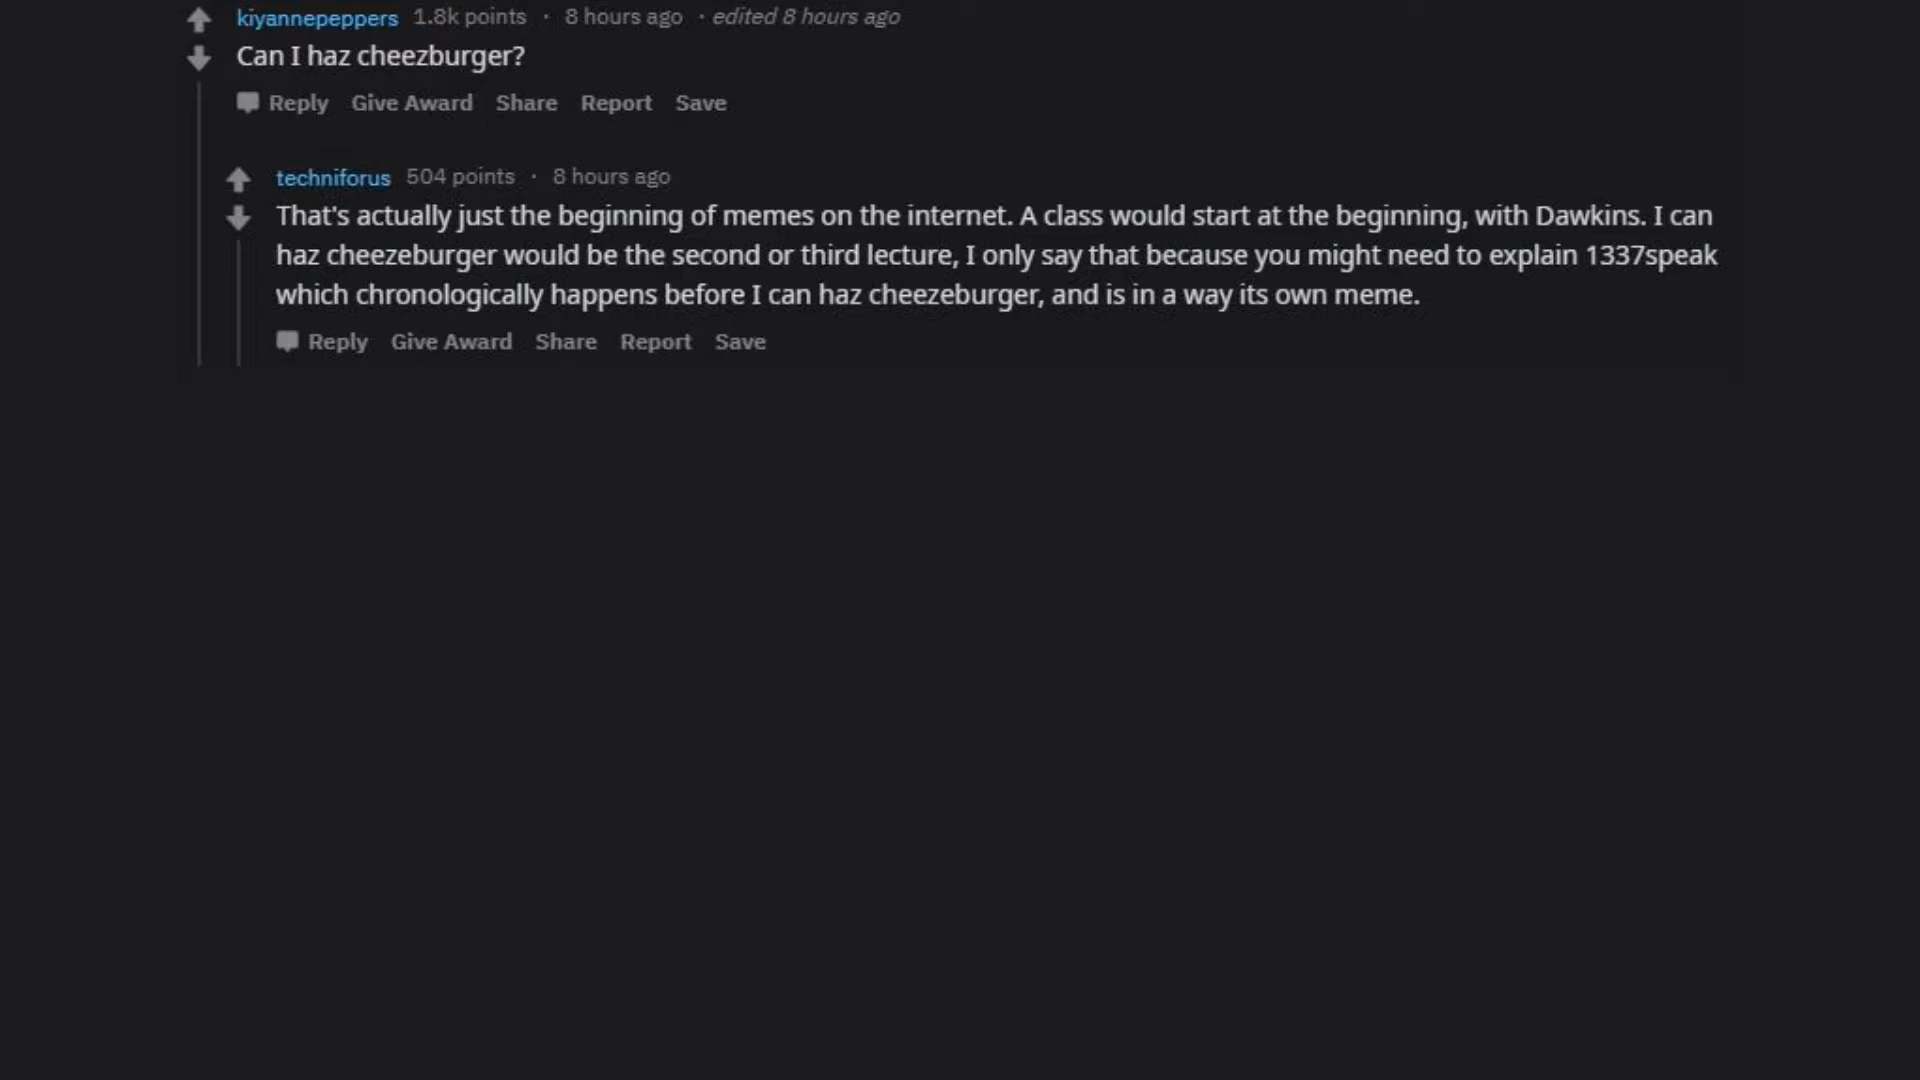 kiyannepeppers 1.8k points · 8 hours ago · edited 8 hours ago
Can I haz cheezburger?
Reply Give Award Share Report Save
techniforus 504 points · 8 hours ago
That's actually just the beginning of memes on the internet. A class would start at the beginning, with Dawkins. I can
haz cheezeburger would be the second or third lecture, I only say that because you might need to explain 1337speak
which chronologically happens before I can haz cheezeburger, and is in a way its own meme.
Reply Give Award Share Report Save